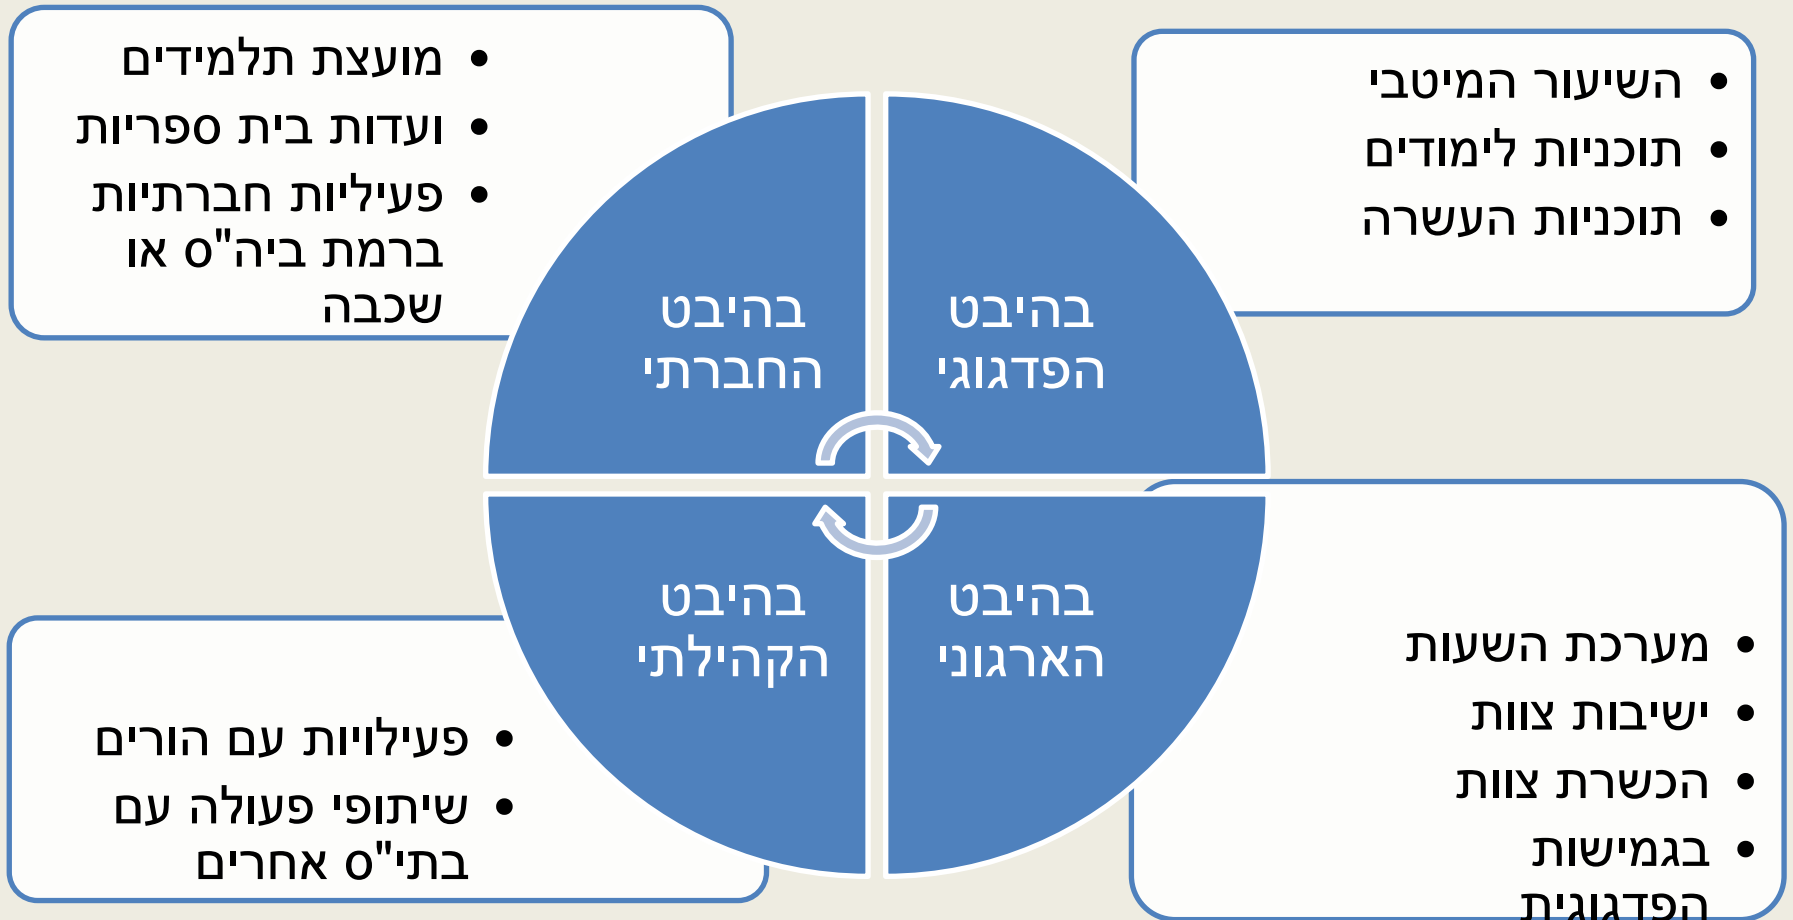 השיעור המיטבי
תוכניות לימודים
תוכניות העשרה
מועצת תלמידים
ועדות בית ספריות
פעיליות חברתיות
ברמת ביה"ס או
שכבה
בהיבט
הפדגוגי
בהיבט
החברתי
בהיבט
הארגוני
בהיבט
הקהילתי
מערכת השעות
ישיבות צוות
הכשרת צוות
בגמישות
הפדגוגית
פעילויות עם הורים
שיתופי פעולה עם
בתי"ס אחרים